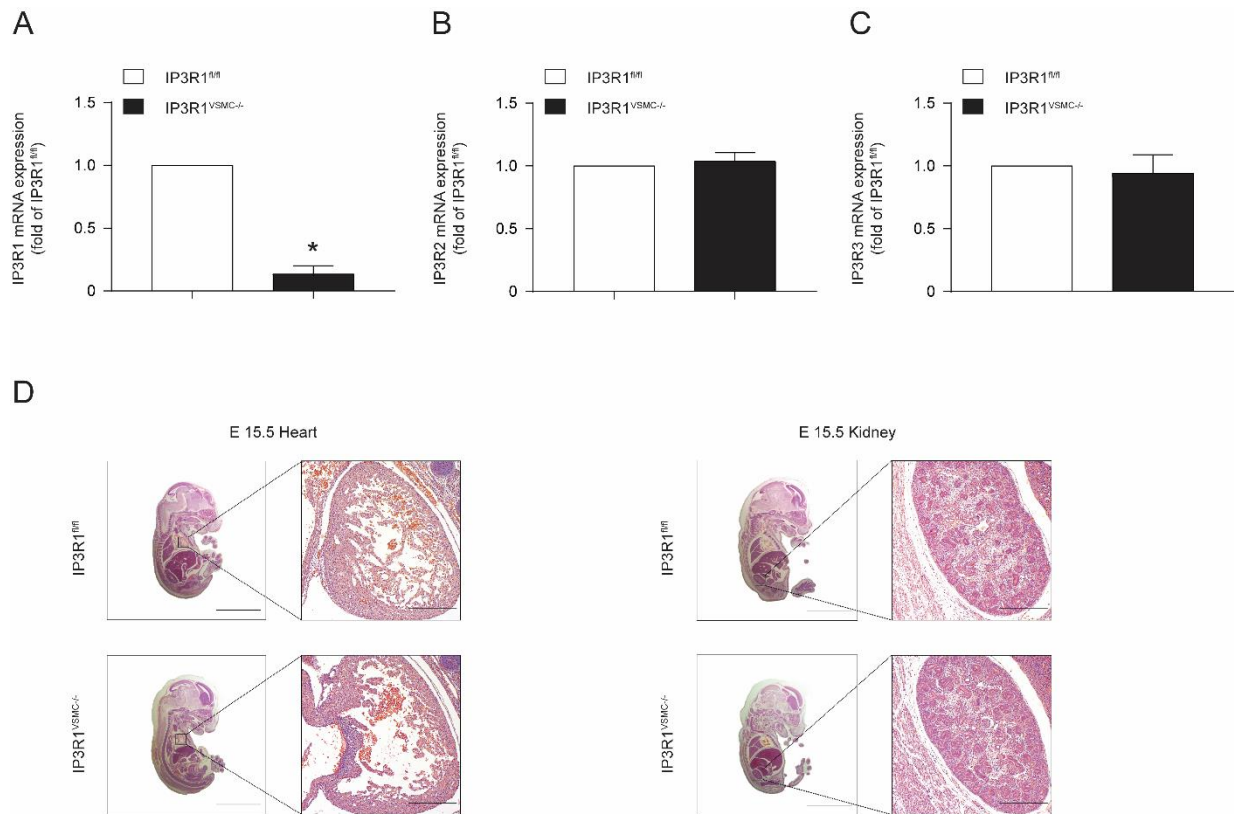 A
IP3R1fl/fl
IP3R1VSMC-/-
IP3R1 mRNA expression
(fold of IP3R1fl/fl)
1.5
1.0
0.5
0
*
B
IP3R1fl/fl
IP3R1VSMC-/-
IP3R2 mRNA expression
(fold of IP3R1fl/fl)
1.5
1.0
0.5
0
C
IP3R1fl/fl
IP3R1VSMC-/-
IP3R3 mRNA expression
(fold of IP3R1fl/fl)
1.5
1.0
0.5
0
D
E 15.5 Heart
E 15.5 Kidney
IP3R1fl/fl
IP3R1fl/fl
IP3R1VSMC-/-
IP3R1VSMC-/-